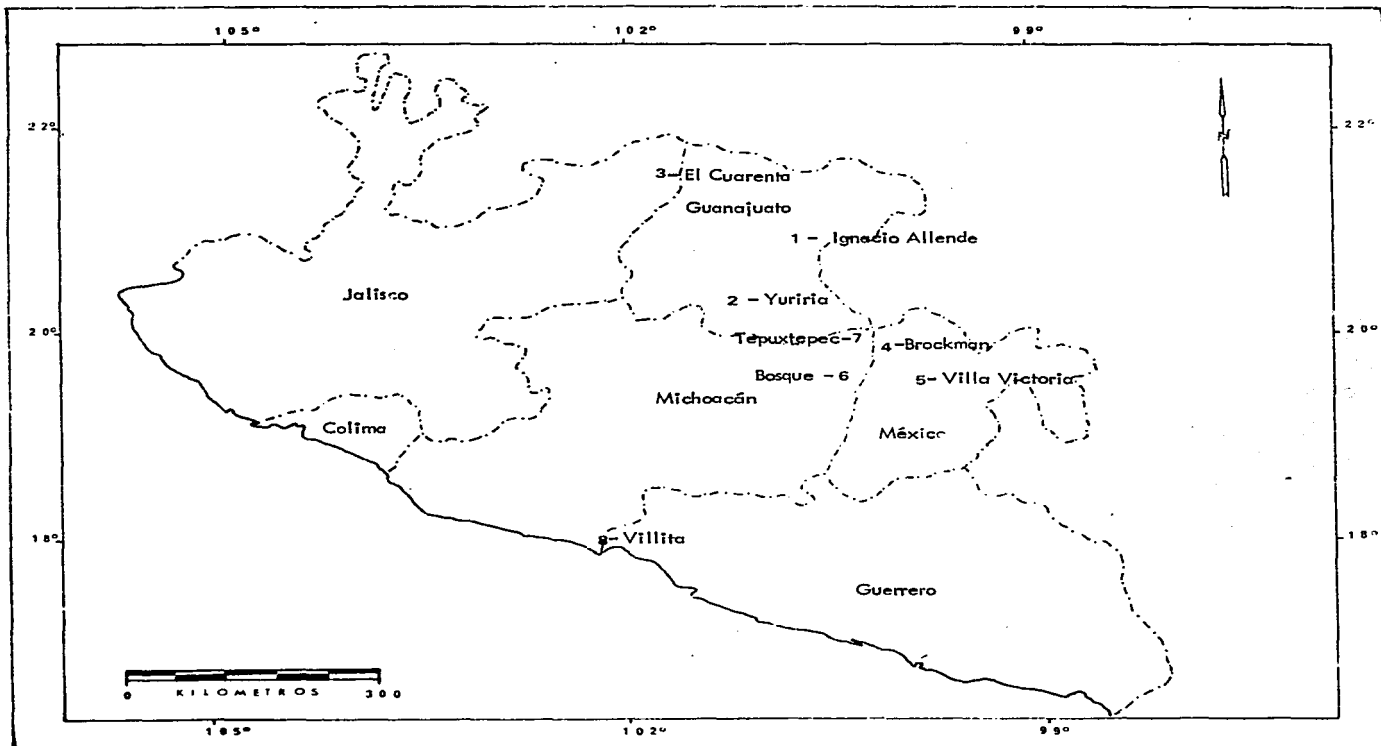 105° 102° 99°
22° 22°
3-El Cuarenta
Guanajuato
1 - Ignacio Allende
Jalisco
2 - Yuriria
20° 20°
Tepuxtepec-7
4-Brockman
Bosque -6
5- Villa Victoria
Michoacán
Colima
México
18° 8- Villita 18°
Guerrero
N
0 KILOMETROS 300
105° 102° 99°